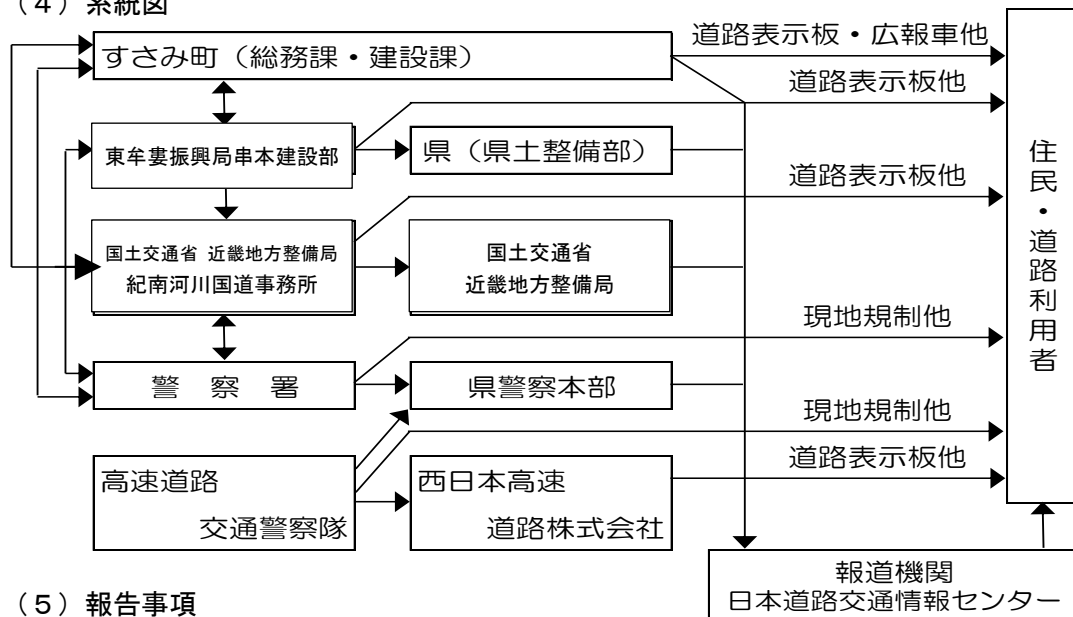 （４）系統図
すさみ町（総務課・建設課）
道路表示板・広報車他
道路表示板他
東牟婁振興局串本建設部
県（県土整備部）
道路表示板他
国土交通省 近畿地方整備局
紀南河川国道事務所
国土交通省
近畿地方整備局
現地規制他
警 察 署
県警察本部
現地規制他
道路表示板他
高速道路
交通警察隊
西日本高速
道路株式会社
住民・道路利用者
報道機関
日本道路交通情報センター
（５）報告事項